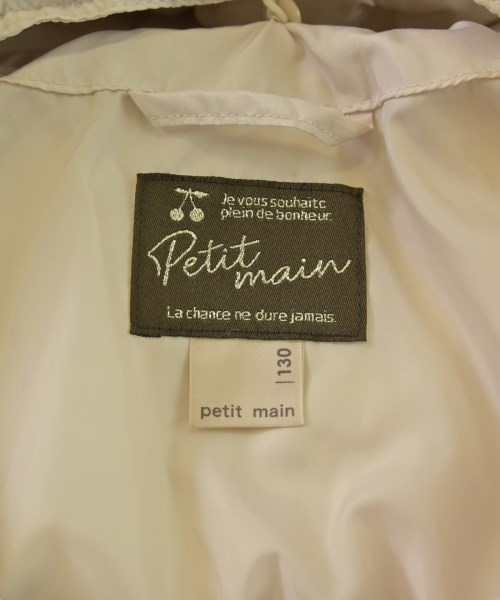 Je vous souhaite
plein de bonheur.
Petit
main
La chance ne dure jamais.
130
petit main